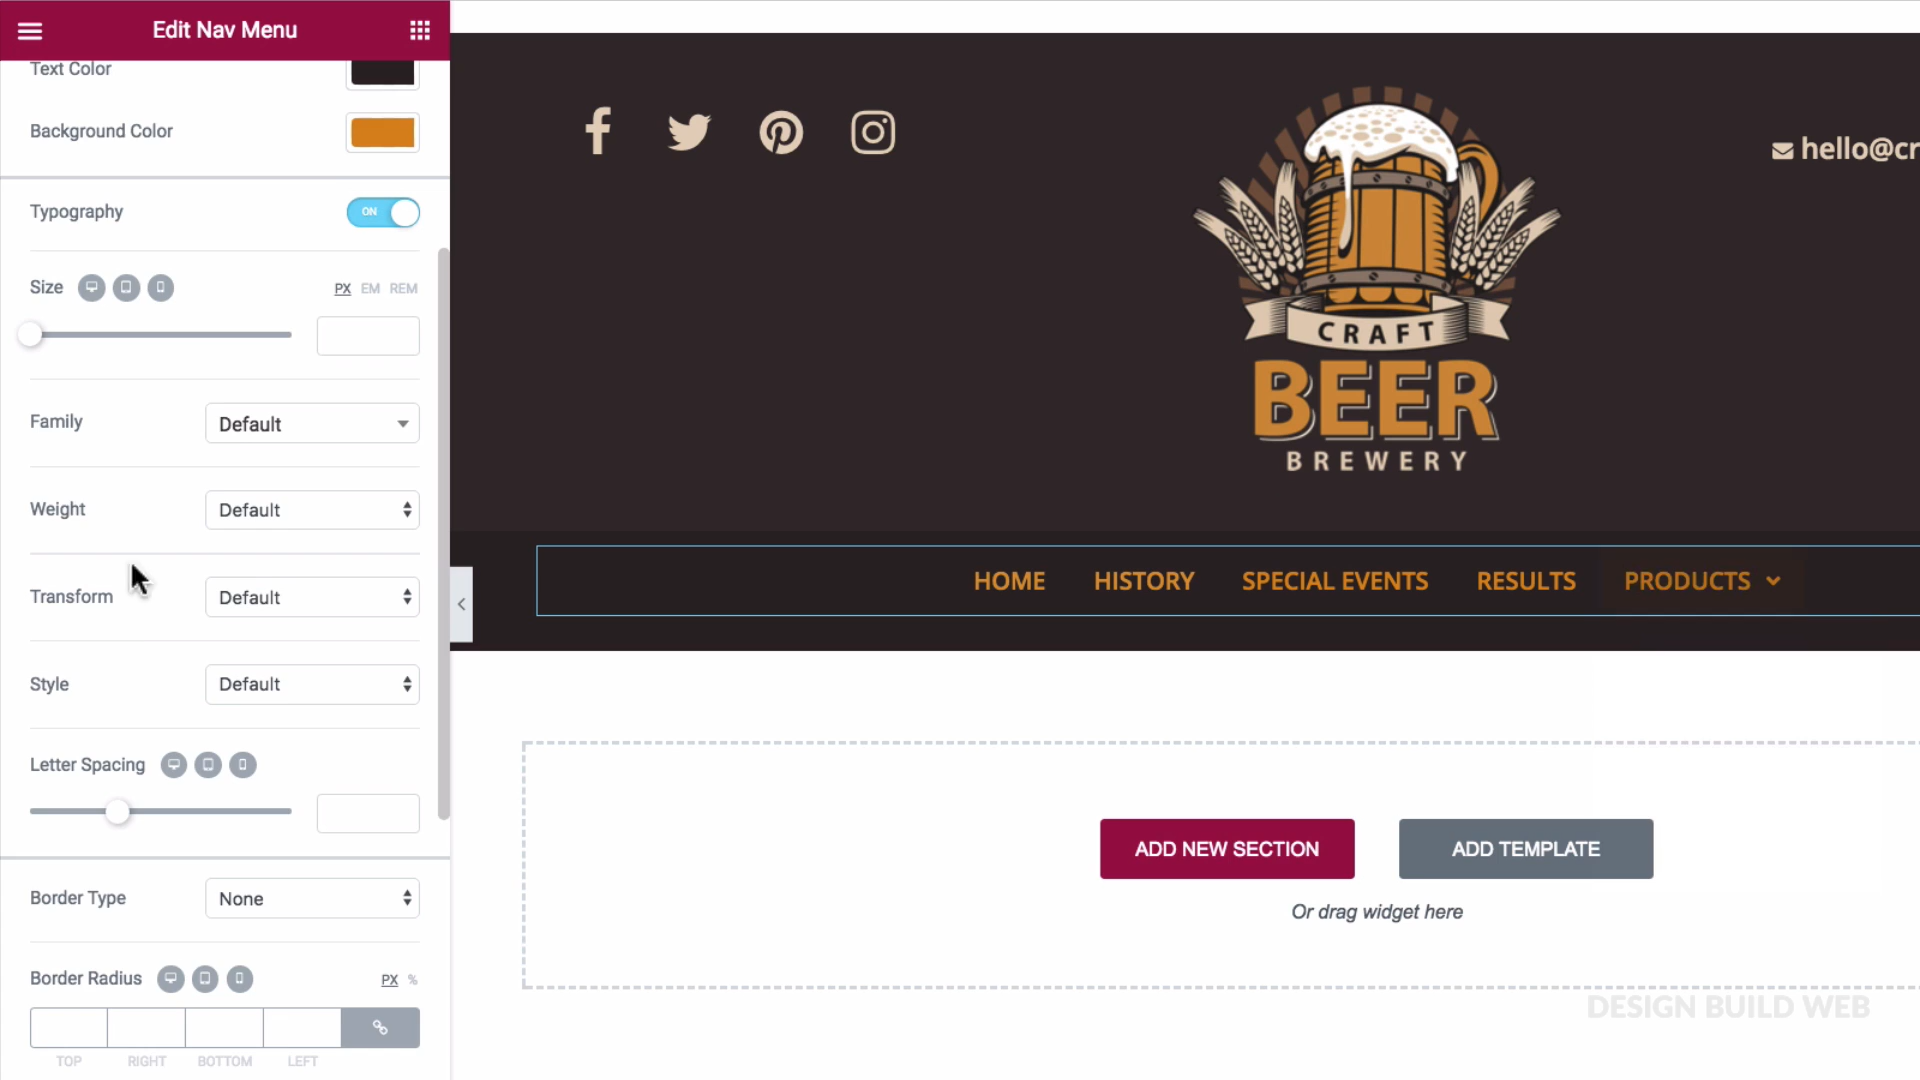 Edit Nav Menu
Text Color
Background Color
Typography
ON
Size
PX EM REM
Family
Default
Weight
Default
Transform
Default
Style
Default
Letter Spacing
Border Type
None
Border Radius
PX %
TOP RIGHT BOTTOM LEFT
hello@cr
CRAFT
BEER
BREWERY
HOME HISTORY SPECIAL EVENTS RESULTS PRODUCTS
ADD NEW SECTION
ADD TEMPLATE
Or drag widget here
DESIGN BUILD WEB